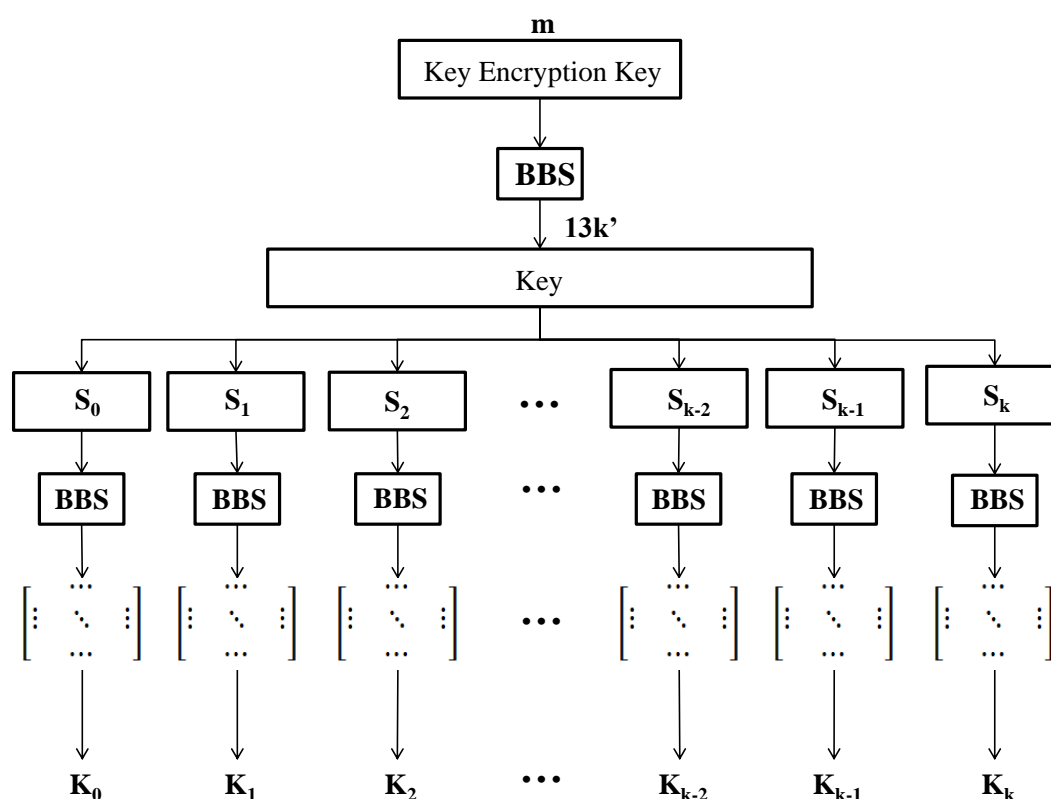 m
Key Encryption Key
BBS
13k’
Key
S₀ S₁ S₂ … Sₖ₋₂ Sₖ₋₁ Sₖ
BBS BBS BBS … BBS BBS BBS
[⋮ ⋯ ⋱ ⋯ ⋮] [⋮ ⋯ ⋱ ⋯ ⋮] [⋮ ⋯ ⋱ ⋯ ⋮] … [⋮ ⋯ ⋱ ⋯ ⋮] [⋮ ⋯ ⋱ ⋯ ⋮] [⋮ ⋯ ⋱ ⋯ ⋮]
K₀ K₁ K₂ … Kₖ₋₂ Kₖ₋₁ Kₖ